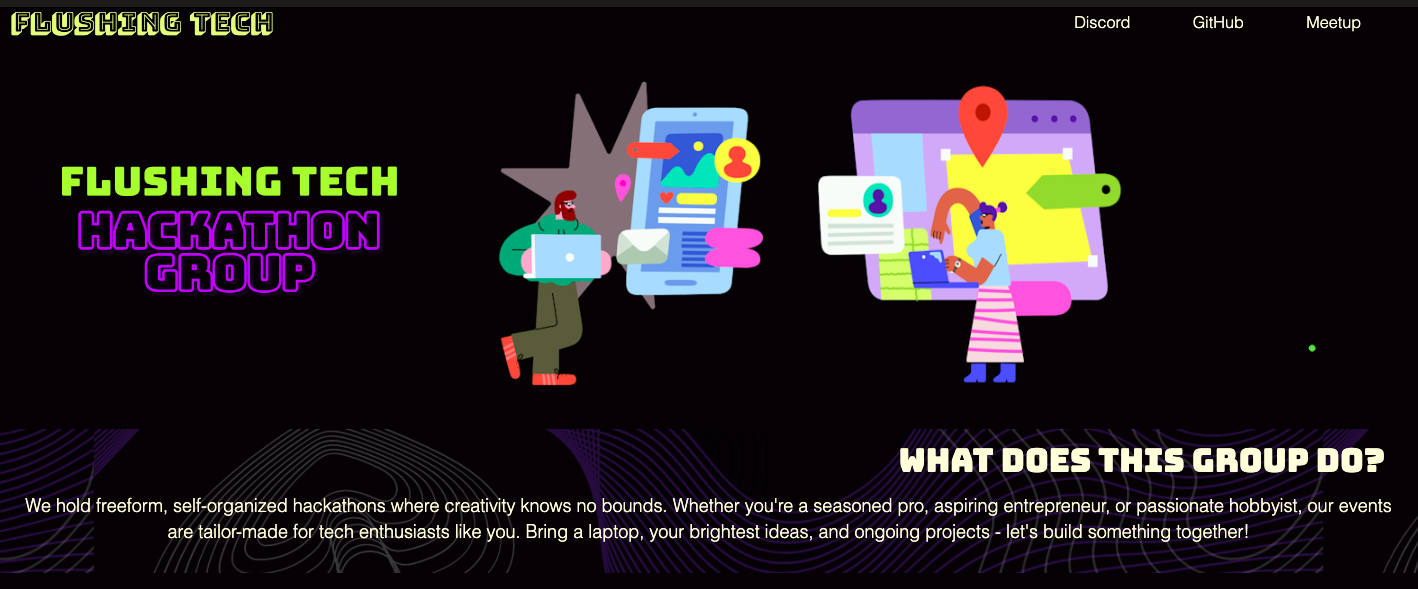 FLUSHING TECH
Discord
GitHub
Meetup
FLUSHING TECH
HACKATHON
GROUP
WHAT DOES THIS GROUP DO?
We hold freeform, self-organized hackathons where creativity knows no bounds. Whether you're a seasoned pro, aspiring entrepreneur, or passionate hobbyist, our events
are tailor-made for tech enthusiasts like you. Bring a laptop, your brightest ideas, and ongoing projects - let's build something together!